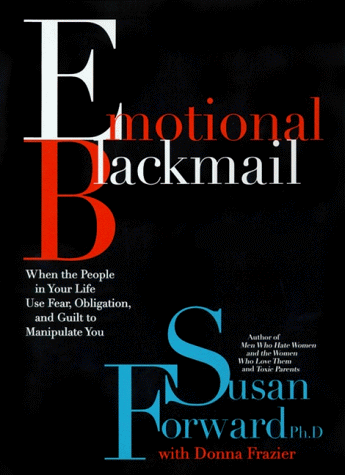 Emotional
Blackmail
When the People
in Your Life
Use Fear, Obligation,
and Guilt to
Manipulate You
Author of
Men Who Hate Women
and the Women
Who Love Them
and Toxic Parents
Susan
Forward Ph.D
with Donna Frazier